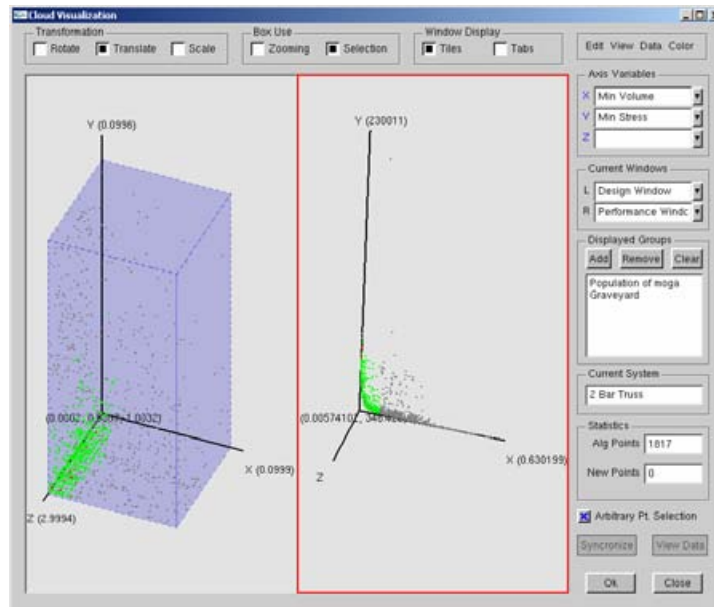 Cloud Visualization
Transformation
Rotate Translate Scale
Box Use
Zooming Selection
Window Display
Tiles Tabs
Edit View Data Color
Y (0.0996)
X (0.0999)
Z (2.9994)
Y (230011)
X (0.630199)
Z
Axis Variables
X Min Volume
Y Min Stress
Z
Current Windows
L Design Window
R Performance Windc
Displayed Groups
Add Remove Clear
Population of moga
Graveyard
Current System
2 Bar Truss
Statistics
Alg Points 1817
New Points 0
Arbitrary Pt. Selection
Syncronize View Data
Ok Close